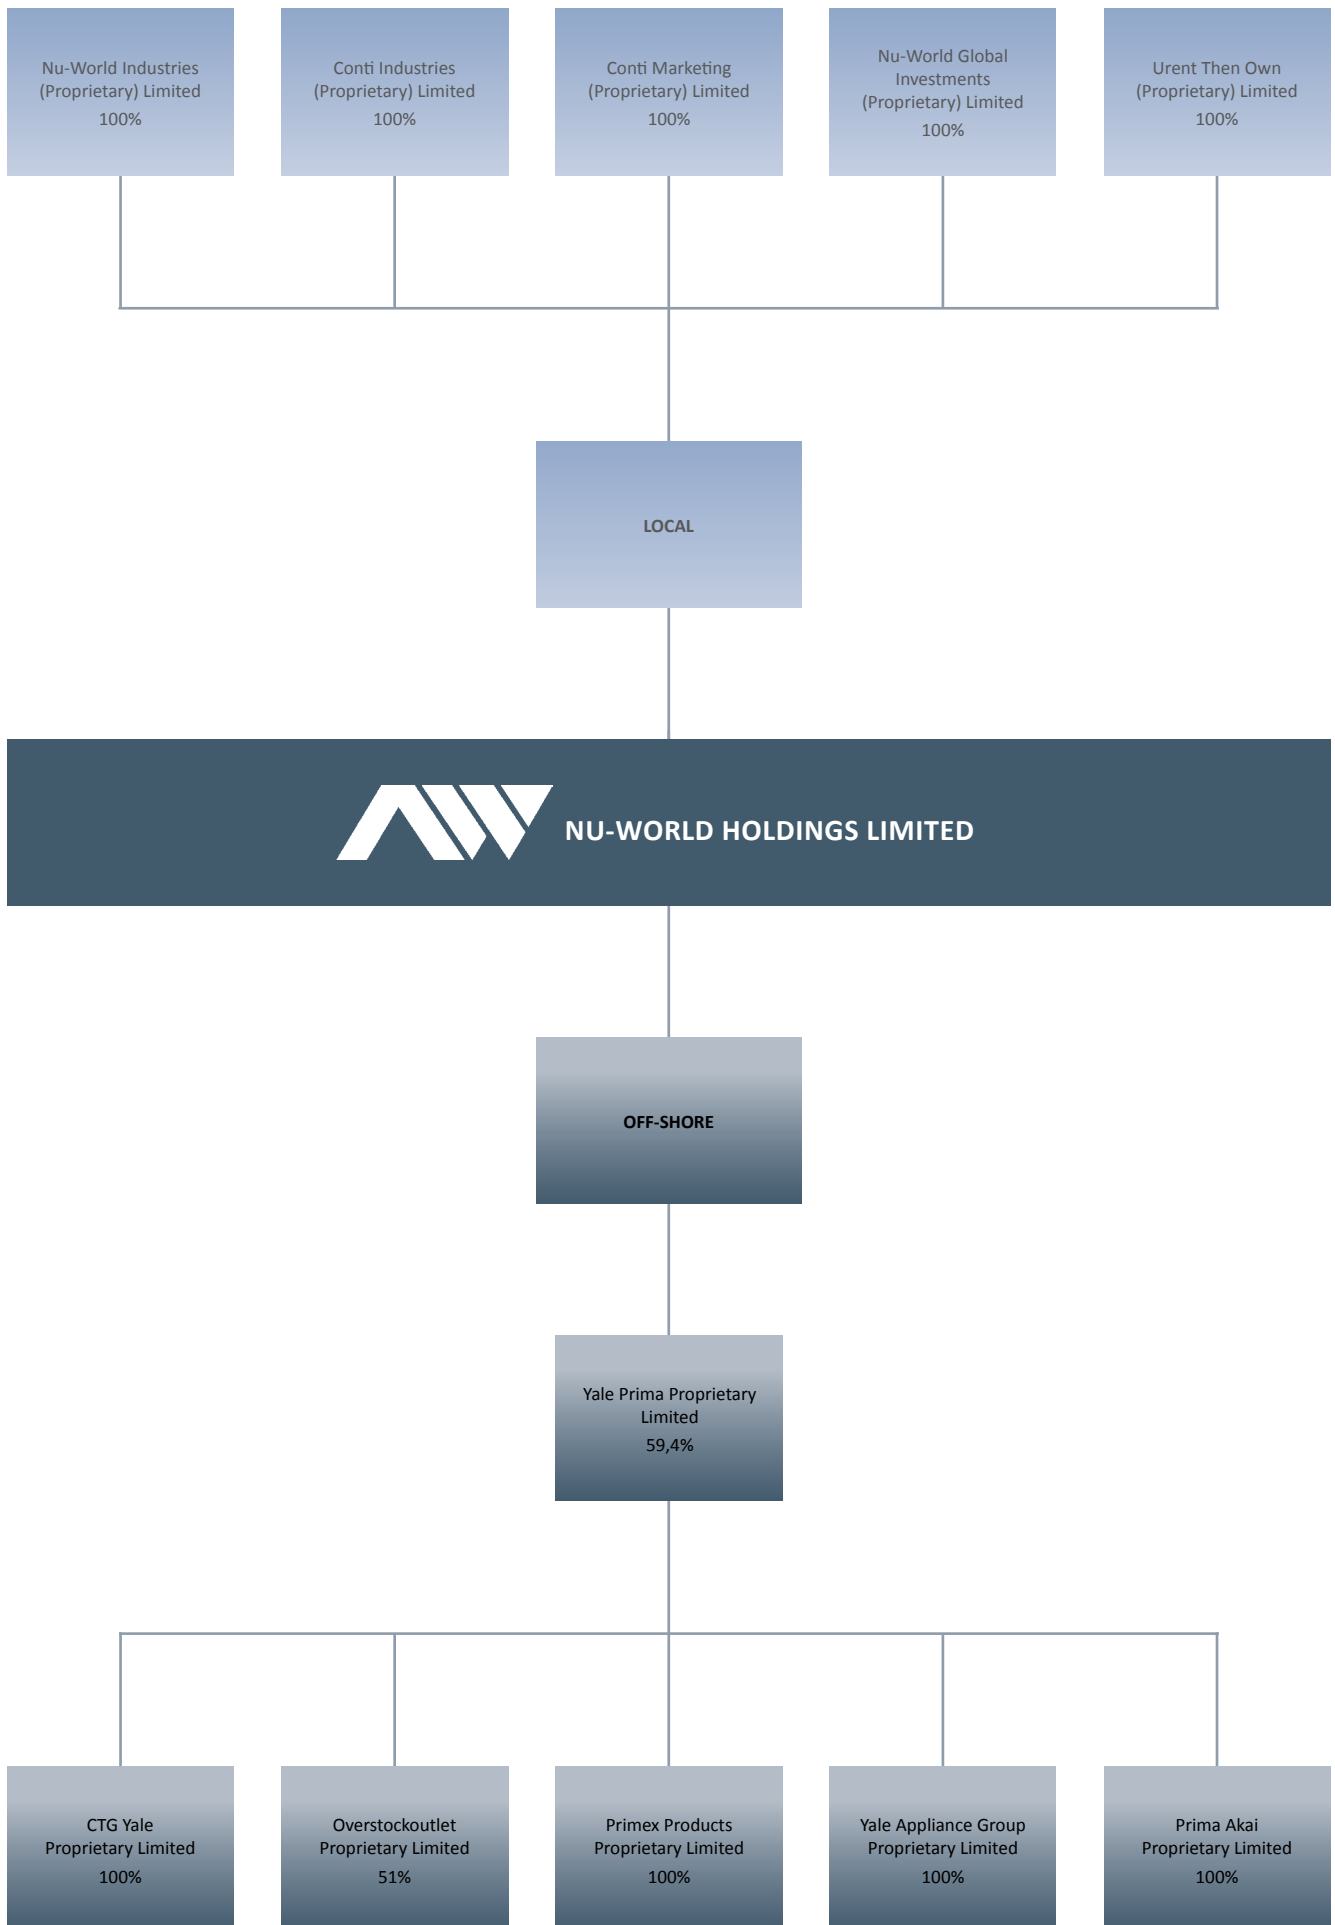 Nu-World Industries
(Proprietary) Limited
100%
Conti Industries
(Proprietary) Limited
100%
Conti Marketing
(Proprietary) Limited
100%
Nu-World Global
Investments
(Proprietary) Limited
100%
Urent Then Own
(Proprietary) Limited
100%
LOCAL
NU-WORLD HOLDINGS LIMITED
OFF-SHORE
Yale Prima Proprietary
Limited
59,4%
CTG Yale
Proprietary Limited
100%
Overstockoutlet
Proprietary Limited
51%
Primex Products
Proprietary Limited
100%
Yale Appliance Group
Proprietary Limited
100%
Prima Akai
Proprietary Limited
100%